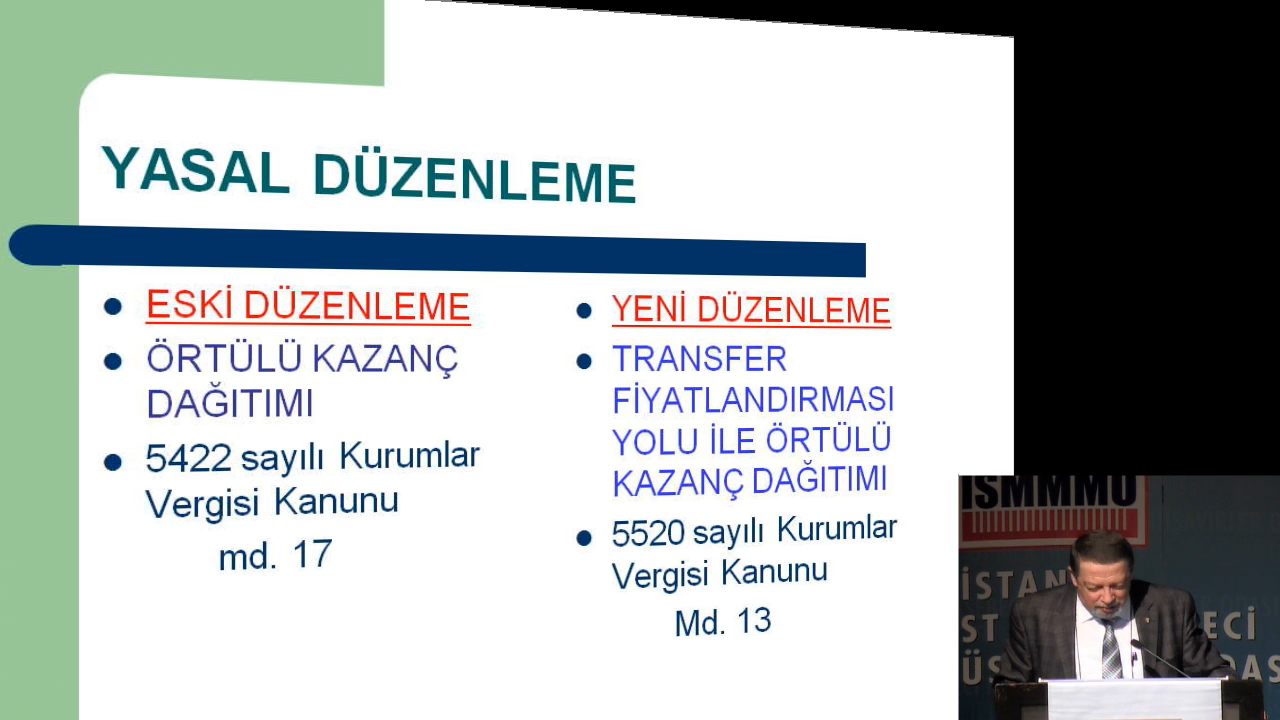 YASAL DÜZENLEME
ESKİ DÜZENLEME
ÖRTÜLÜ KAZANÇ
DAĞITIMI
5422 sayılı Kurumlar
Vergisi Kanunu
md. 17
YENİ DÜZENLEME
TRANSFER
FİYATLANDIRMASI
YOLU İLE ÖRTÜLÜ
KAZANÇ DAĞITIMI
5520 sayılı Kurumlar
Vergisi Kanunu
Md. 13
İSMMMO
İSTAN
ST ECİ
ÜS DAS